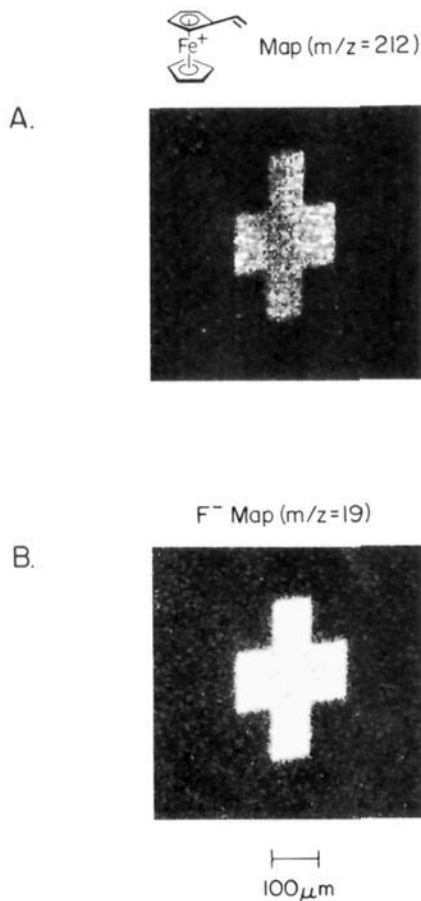 Fe+ Map (m/z=212)
A.
F⁻ Map (m/z=19)
B.
100μm